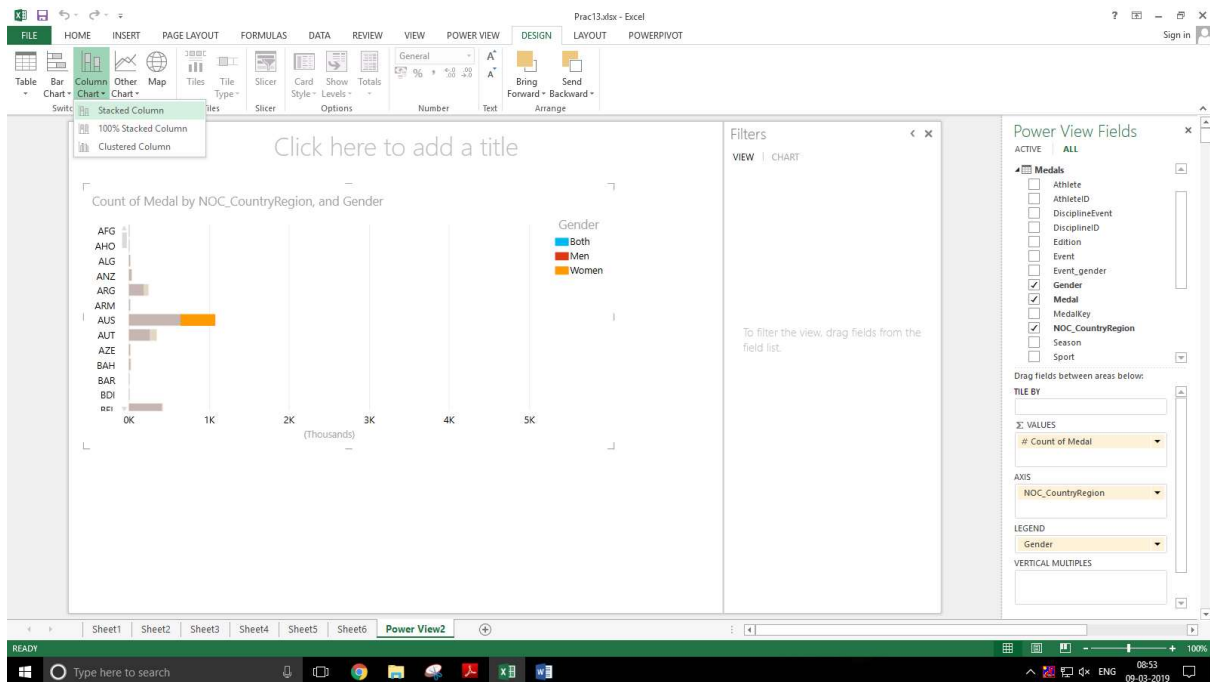 Prac13.xlsx - Excel
FILE HOME INSERT PAGE LAYOUT FORMULAS DATA REVIEW VIEW POWER VIEW DESIGN LAYOUT POWERPIVOT Sign in
Table Bar Chart Column Chart Other Chart Map Tiles Tile Type Slicer Card Style Show Levels Totals General Bring Forward Send Backward
Slicer Options Number Text Arrange
Stacked Column
100% Stacked Column
Clustered Column
Click here to add a title
Count of Medal by NOC_CountryRegion, and Gender
AFG
AHO
ALG
ANZ
ARG
ARM
AUS
AUT
AZE
BAH
BAR
BDI
BEL
0K 1K 2K 3K 4K 5K
(Thousands)
Gender
Both
Men
Women
Filters
VIEW CHART
To filter the view, drag fields from the
field list.
Power View Fields
ACTIVE ALL
Medals
Athlete
AthleteID
DisciplineEvent
DisciplineID
Edition
Event
Event_gender
Gender
Medal
MedalKey
NOC_CountryRegion
Season
Sport
Drag fields between areas below:
TILE BY
Σ VALUES
# Count of Medal
AXIS
NOC_CountryRegion
LEGEND
Gender
VERTICAL MULTIPLES
Sheet1 Sheet2 Sheet3 Sheet4 Sheet5 Sheet6 Power View2
READY 100%
Type here to search ENG 08:53
09-03-2019